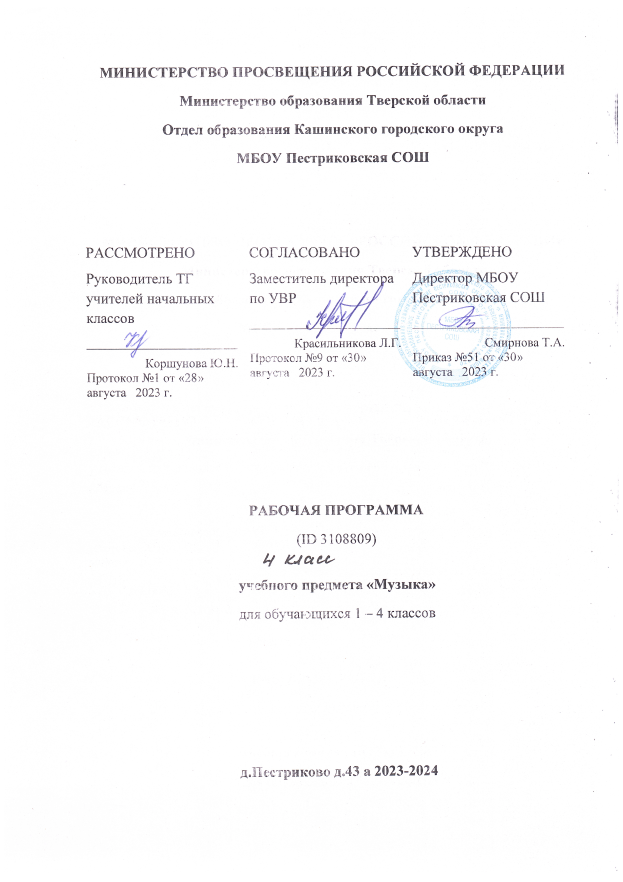 МИНИСТЕРСТВО ПРОСВЕЩЕНИЯ РОССИЙСКОЙ ФЕДЕРАЦИИ
Министерство образования Тверской области
Отдел образования Кашинского городского округа
МБОУ Пестриковская СОШ
РАССМОТРЕНО
Руководитель ТГ
учителей начальных
классов
Коршунова Ю.Н.
Протокол №1 от «28»
августа 2023 г.
СОГЛАСОВАНО
Заместитель директора
по УВР
Красильникова Л.Г.
Протокол №9 от «30»
августа 2023 г.
УТВЕРЖДЕНО
Директор МБОУ
Пестриковская СОШ
Смирнова Т.А.
Приказ №51 от «30»
августа 2023 г.
РАБОЧАЯ ПРОГРАММА
(ID 3108809)
4 класс
учебного предмета «Музыка»
для обучающихся 1 – 4 классов
д.Пестриково д.43 а 2023-2024